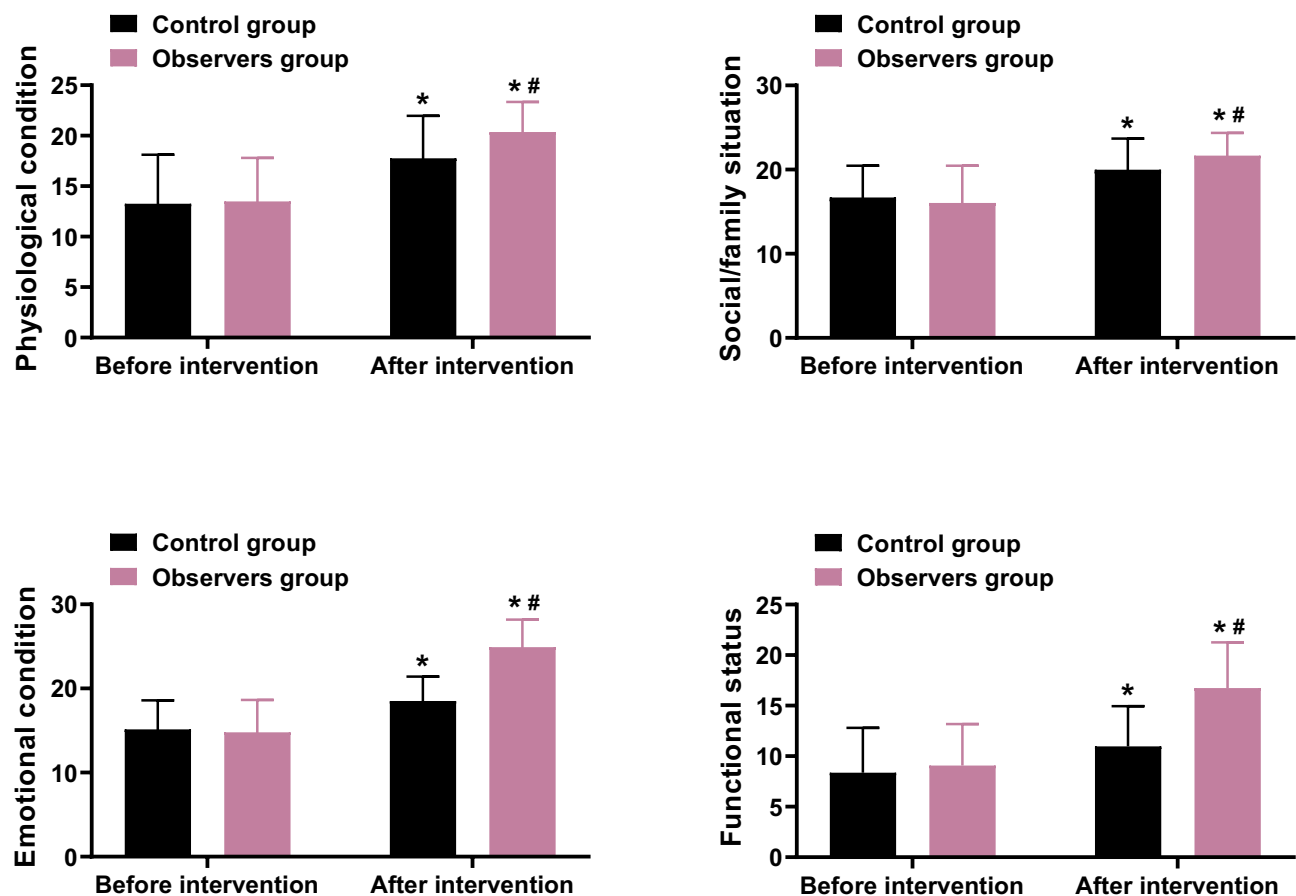 Control group
Observers group
Physiological condition
25
20
15
10
5
0
*
* #
Before intervention
After intervention
Control group
Observers group
Social/family situation
30
20
10
0
*
* #
Before intervention
After intervention
Control group
Observers group
Emotional condition
30
20
10
0
*
* #
Before intervention
After intervention
Control group
Observers group
Functional status
25
20
15
10
5
0
*
* #
Before intervention
After intervention